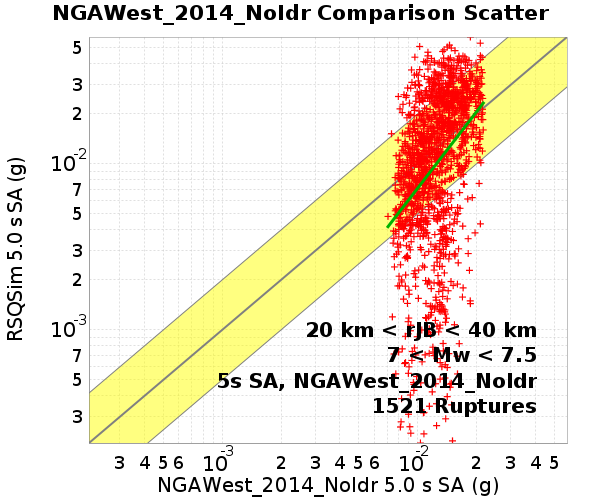 NGAWest_2014_NoIdr Comparison Scatter
RSQSim 5.0 s SA (g)
5
3
2
10^-2
7
5
3
2
10^-3
7
5
3
20 km < rJB < 40 km
7 < Mw < 7.5
5s SA, NGAWest_2014_NoIdr
1521 Ruptures
3 4 5 6 10^-3 2 3 4 5 6 10^-2 2 3 4 5
NGAWest_2014_NoIdr 5.0 s SA (g)